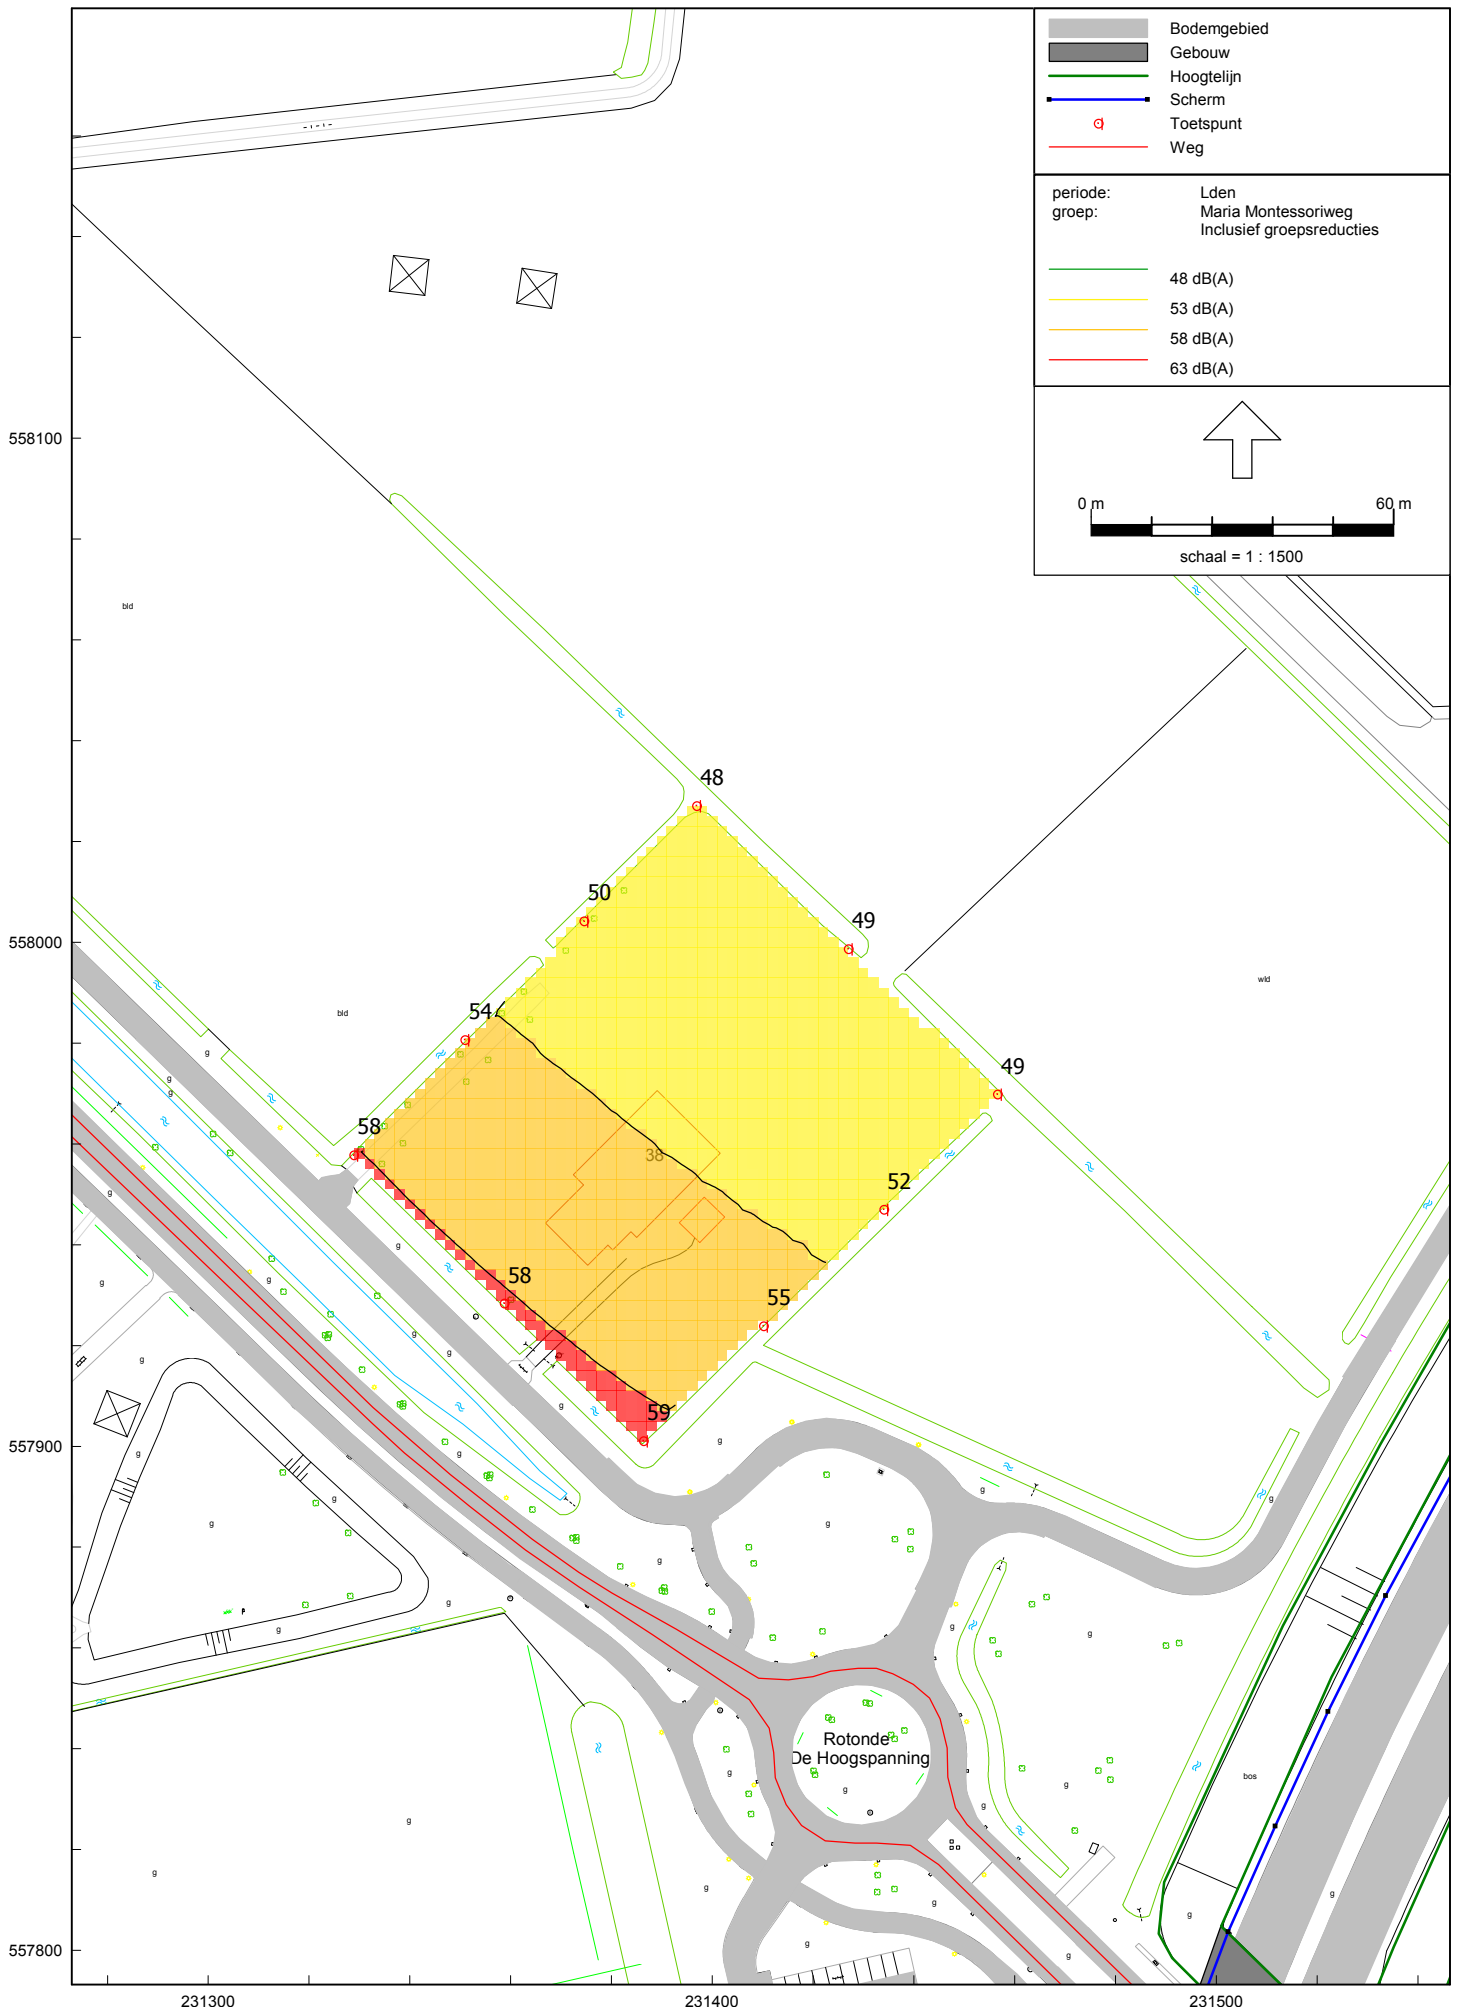 Bodemgebied
Gebouw
Hoogtelijn
Scherm
Toetspunt
Weg
periode: Lden
groep: Maria Montessoriweg
Inclusief groepsreducties
48 dB(A)
53 dB(A)
58 dB(A)
63 dB(A)
0 m 60 m
schaal = 1 : 1500
558100
bld
48
50
49
558000
wld
bld
54
g
49
g
g
58
38
52
g
g
g
58
55
g
g
g
g
g
59
g
g
557900
g
g
g
g
g
g
g
g
g
g
g
g
Rotonde
De Hoogspanning
g
g
bos
g
g
g
g
g
g
g
g
g
g
557800
231300
231400
231500